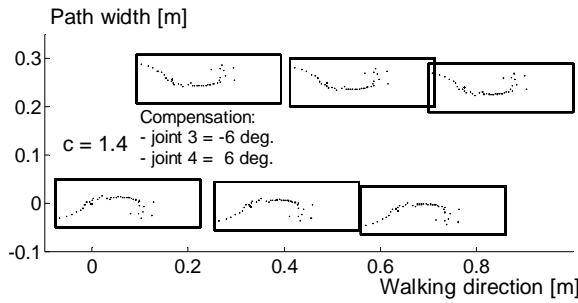 Path width [m]
0.3
0.2
0.1
0
-0.1
Compensation:
- joint 3 = -6 deg.
- joint 4 = 6 deg.
c = 1.4
0
0.2
0.4
0.6
0.8
Walking direction [m]